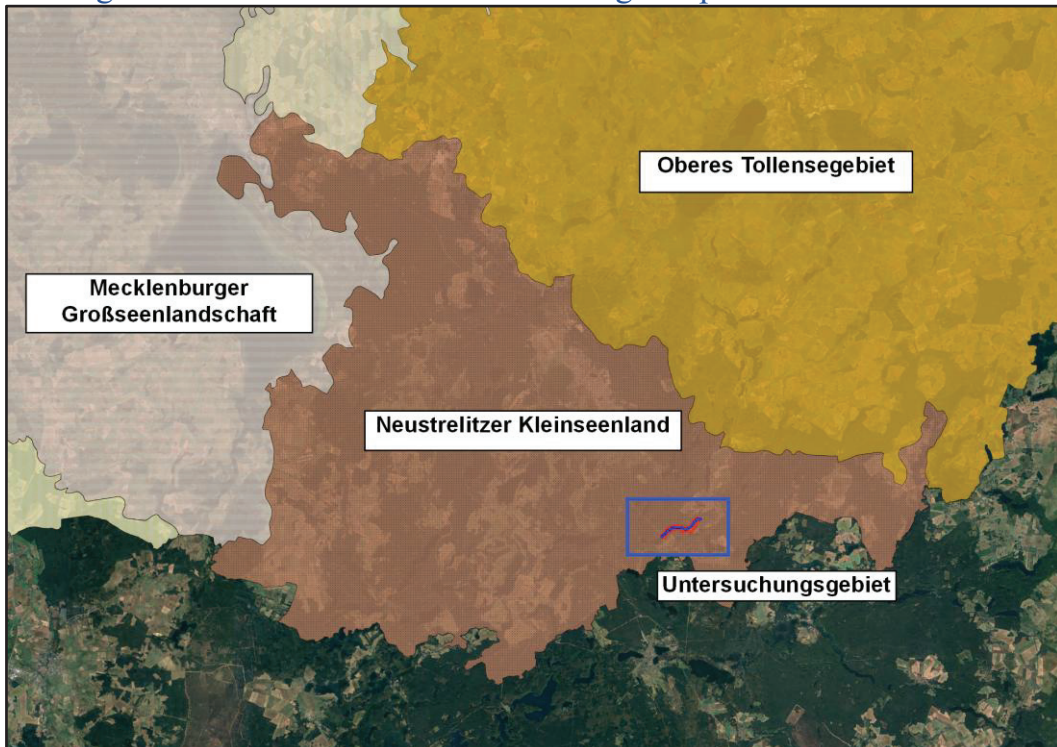 Oberes Tollensegebiet
Mecklenburger
Großseenlandschaft
Neustrelitzer Kleinseenland
Untersuchungsgebiet